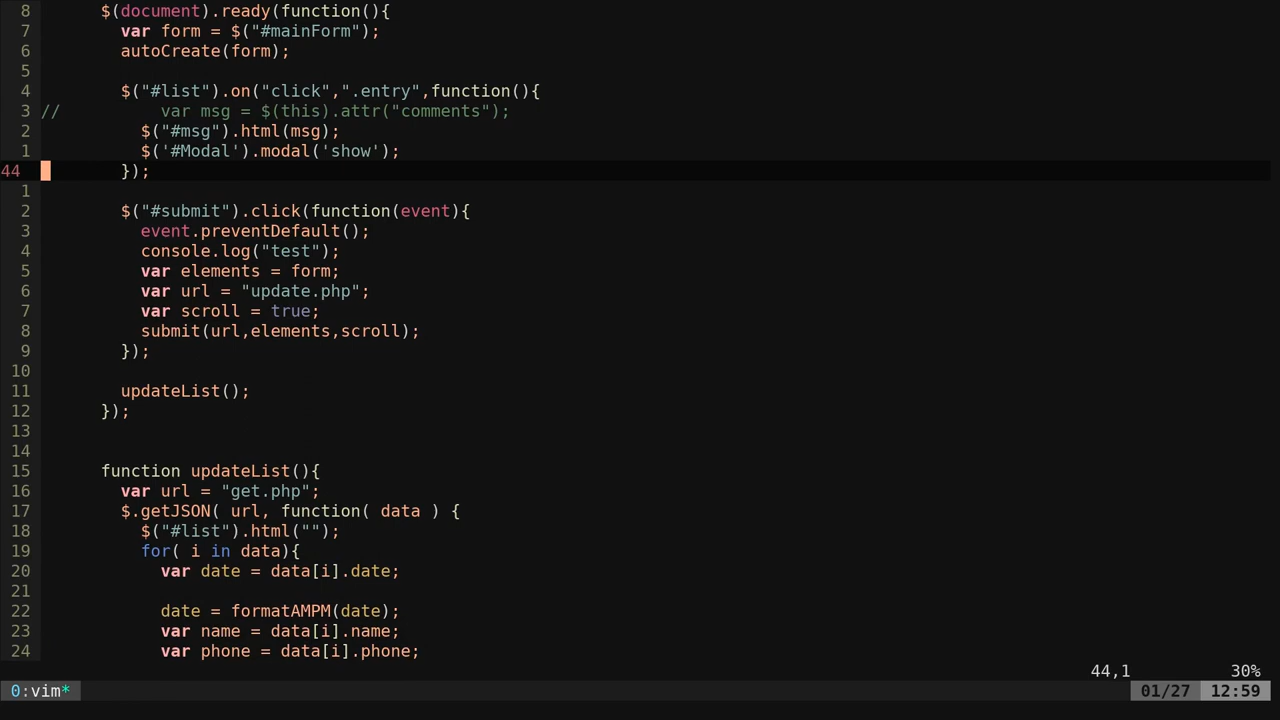 8 $(document).ready(function(){
7 var form = $("#mainForm");
6 autoCreate(form);
5
4 $("#list").on("click",".entry",function(){
3 // var msg = $(this).attr("comments");
2 $("#msg").html(msg);
1 $('#Modal').modal('show');
44 });
1
2 $("#submit").click(function(event){
3 event.preventDefault();
4 console.log("test");
5 var elements = form;
6 var url = "update.php";
7 var scroll = true;
8 submit(url,elements,scroll);
9 });
10
11 updateList();
12 });
13
14
15 function updateList(){
16 var url = "get.php";
17 $.getJSON( url, function( data ) {
18 $("#list").html("");
19 for( i in data){
20 var date = data[i].date;
21
22 date = formatAMPM(date);
23 var name = data[i].name;
24 var phone = data[i].phone;
44,1 30%
0:vim* 01/27 12:59